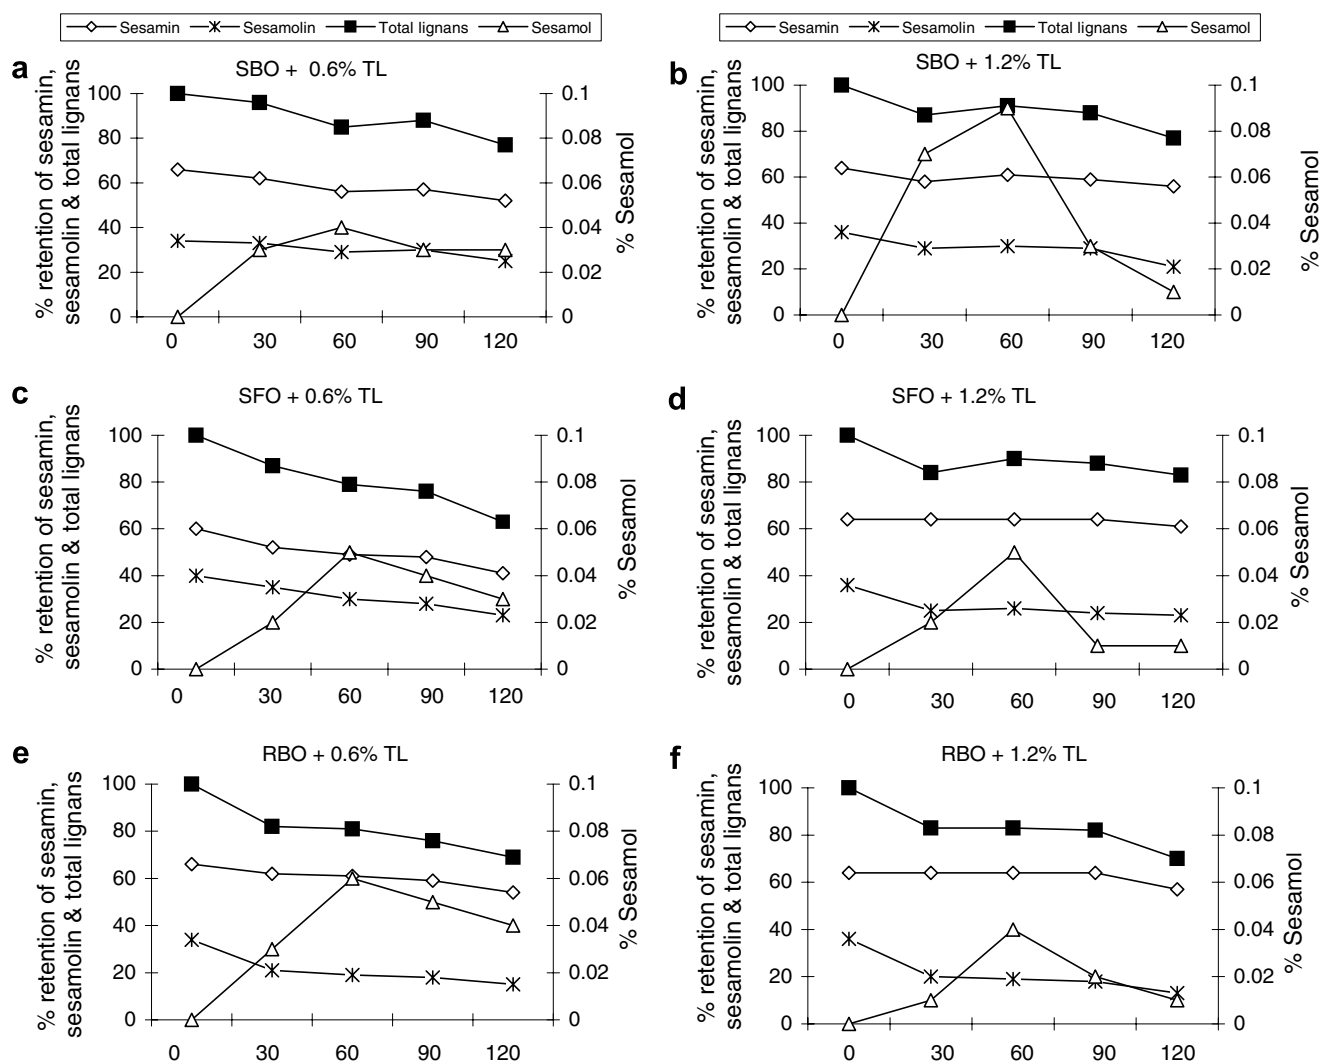 Sesamin Sesamolin Total lignans Sesamol
Sesamin Sesamolin Total lignans Sesamol
a
SBO + 0.6% TL
% retention of sesamin,
sesamolin & total lignans
100
80
60
40
20
0
0.1
0.08
0.06
0.04
0.02
0
% Sesamol
0 30 60 90 120
b
SBO + 1.2% TL
% retention of sesamin,
sesamolin & total lignans
100
80
60
40
20
0
0.1
0.08
0.06
0.04
0.02
0
% Sesamol
0 30 60 90 120
c
SFO + 0.6% TL
% retention of sesamin,
sesamolin & total lignans
100
80
60
40
20
0
0.1
0.08
0.06
0.04
0.02
0
% Sesamol
0 30 60 90 120
d
SFO + 1.2% TL
% retention of sesamin,
sesamolin & total lignans
100
80
60
40
20
0
0.1
0.08
0.06
0.04
0.02
0
% Sesamol
0 30 60 90 120
e
RBO + 0.6% TL
% retention of sesamin,
sesamolin & total lignans
100
80
60
40
20
0
0.1
0.08
0.06
0.04
0.02
0
% Sesamol
0 30 60 90 120
f
RBO + 1.2% TL
% retention of sesamin,
sesamolin & total lignans
100
80
60
40
20
0
0.1
0.08
0.06
0.04
0.02
0
% Sesamol
0 30 60 90 120